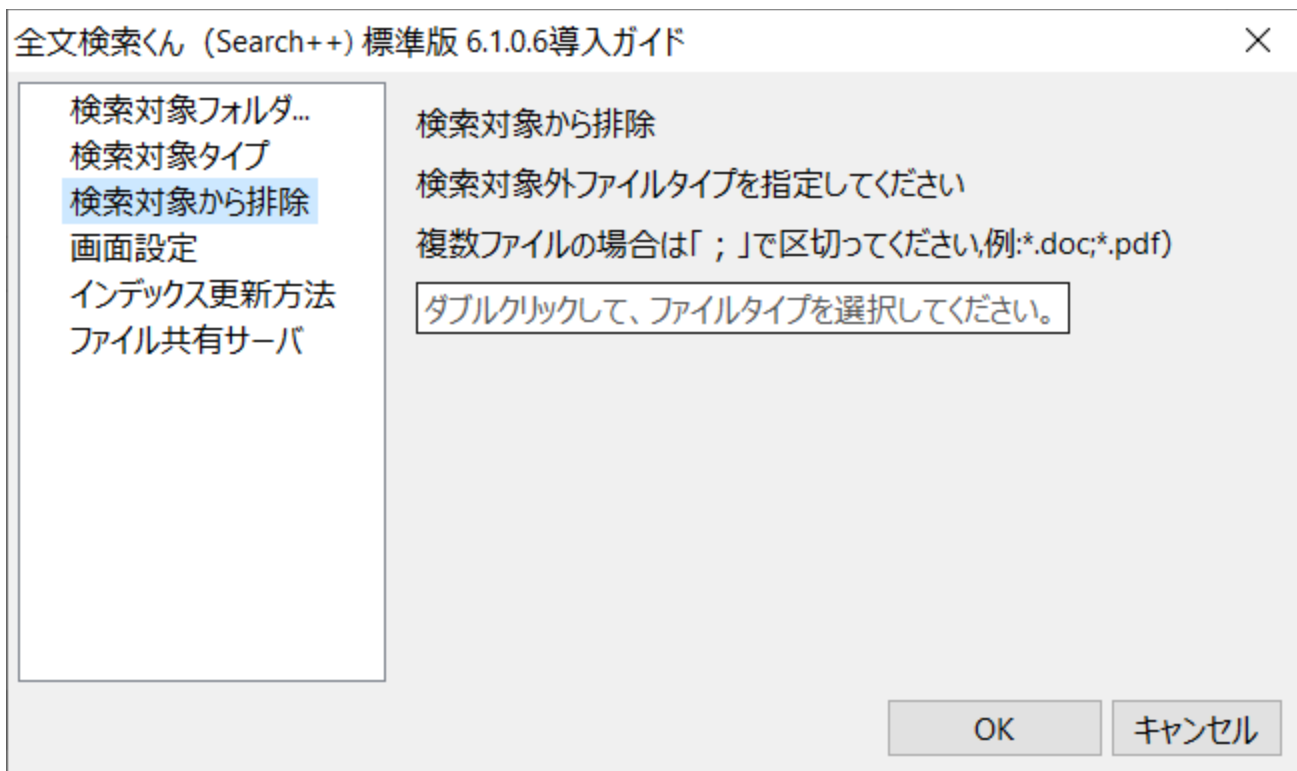 全文検索くん（Search++) 標準版 6.1.0.6導入ガイド
検索対象フォルダ...
検索対象タイプ
検索対象から排除
画面設定
インデックス更新方法
ファイル共有サーバ
検索対象から排除
検索対象外ファイルタイプを指定してください
複数ファイルの場合は「；」で区切ってください,例:*.doc;*.pdf）
ダブルクリックして、ファイルタイプを選択してください。
OK
キャンセル